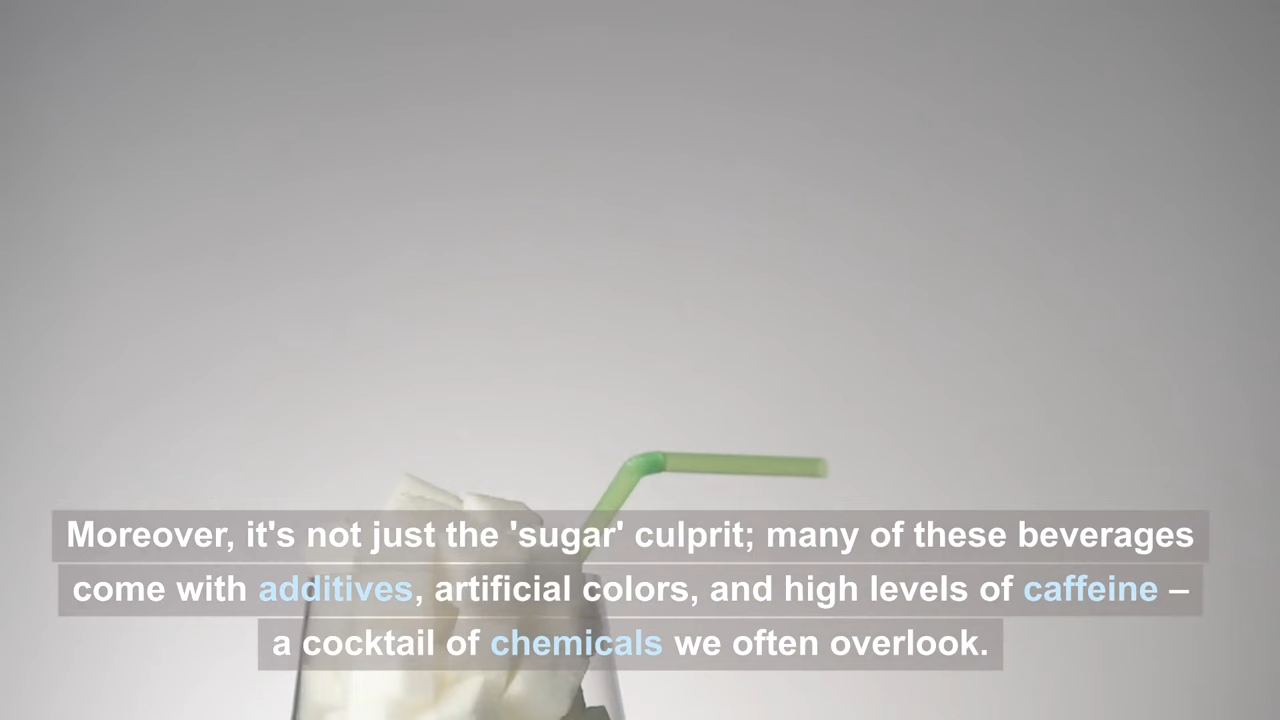 Moreover, it's not just the 'sugar' culprit; many of these beverages
come with additives, artificial colors, and high levels of caffeine –
a cocktail of chemicals we often overlook.